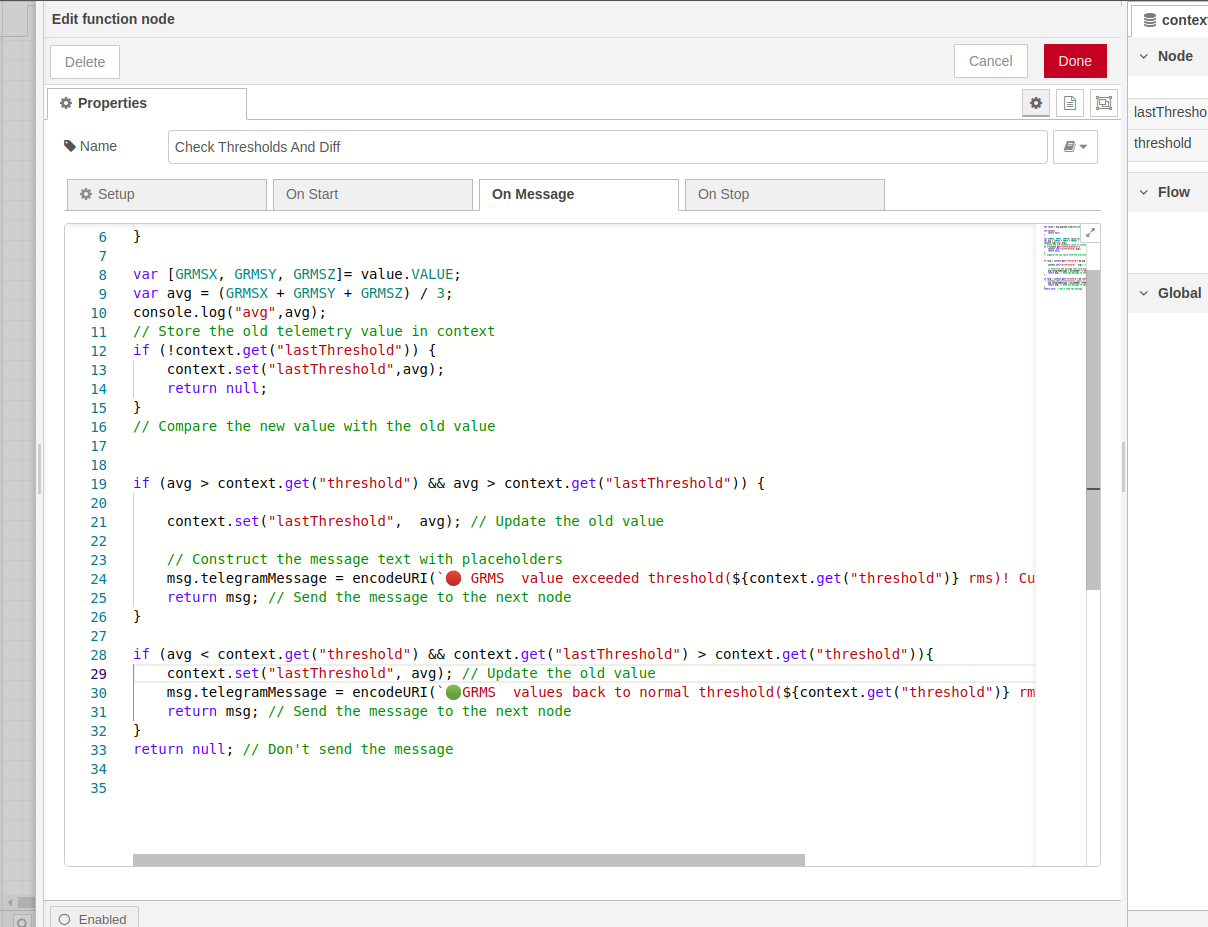 Edit function node
Delete
Cancel
Done
Properties
Name
Check Thresholds And Diff
Setup
On Start
On Message
On Stop
6 }
7
8 var [GRMSX, GRMSY, GRMSZ]= value.VALUE;
9 var avg = (GRMSX + GRMSY + GRMSZ) / 3;
10 console.log("avg",avg);
11 // Store the old telemetry value in context
12 if (!context.get("lastThreshold")) {
13 context.set("lastThreshold",avg);
14 return null;
15 }
16 // Compare the new value with the old value
17
18
19 if (avg > context.get("threshold") && avg > context.get("lastThreshold")) {
20
21 context.set("lastThreshold",  avg); // Update the old value
22
23 // Construct the message text with placeholders
24 msg.telegramMessage = encodeURI(`🔴 GRMS  value exceeded threshold(${context.get("threshold")} rms)! Cu
25 return msg; // Send the message to the next node
26 }
27
28 if (avg < context.get("threshold") && context.get("lastThreshold") > context.get("threshold")){
29 context.set("lastThreshold", avg); // Update the old value
30 msg.telegramMessage = encodeURI(`🟢GRMS  values back to normal threshold(${context.get("threshold")} rm
31 return msg; // Send the message to the next node
32 }
33 return null; // Don't send the message
34
35
Enabled
contex
Node
lastThresho
threshold
Flow
Global